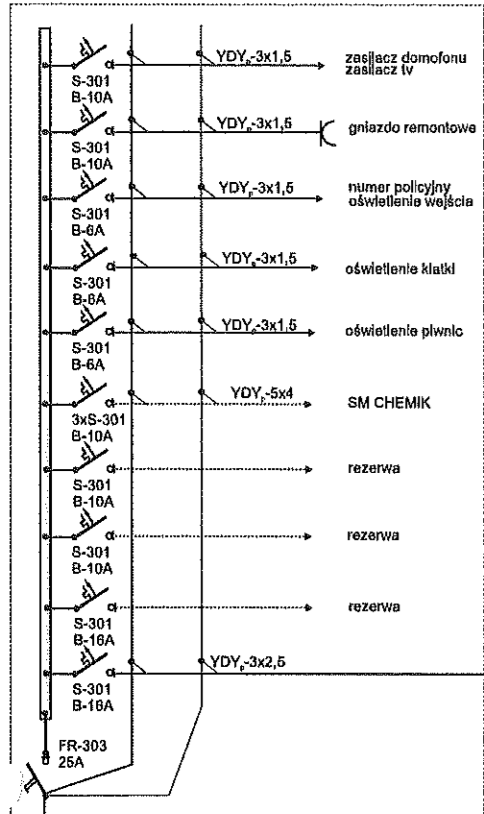 YDYp-3x1,5
zasilacz domofonu
zasilacz tv
S-301
B-10A
YDYp-3x1,5
gniazdo remontowe
S-301
B-10A
YDYp-3x1,5
numer policyjny
oświetlenie wejścia
S-301
B-6A
YDYp-3x1,5
oświetlenie klatki
S-301
B-6A
YDYp-3x1,5
oświetlenie piwnic
S-301
B-6A
YDYp-5x4
SM CHEMIK
3xS-301
B-10A
rezerwa
S-301
B-10A
rezerwa
S-301
B-10A
rezerwa
S-301
B-16A
YDYp-3x2,5
S-301
B-16A
FR-303
25A